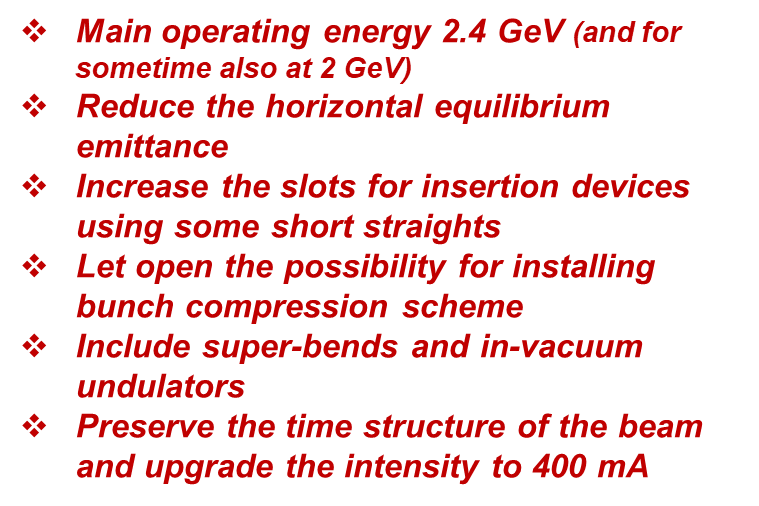 ❖ Main operating energy 2.4 GeV (and for
sometime also at 2 GeV)
❖ Reduce the horizontal equilibrium
emittance
❖ Increase the slots for insertion devices
using some short straights
❖ Let open the possibility for installing
bunch compression scheme
❖ Include super-bends and in-vacuum
undulators
❖ Preserve the time structure of the beam
and upgrade the intensity to 400 mA